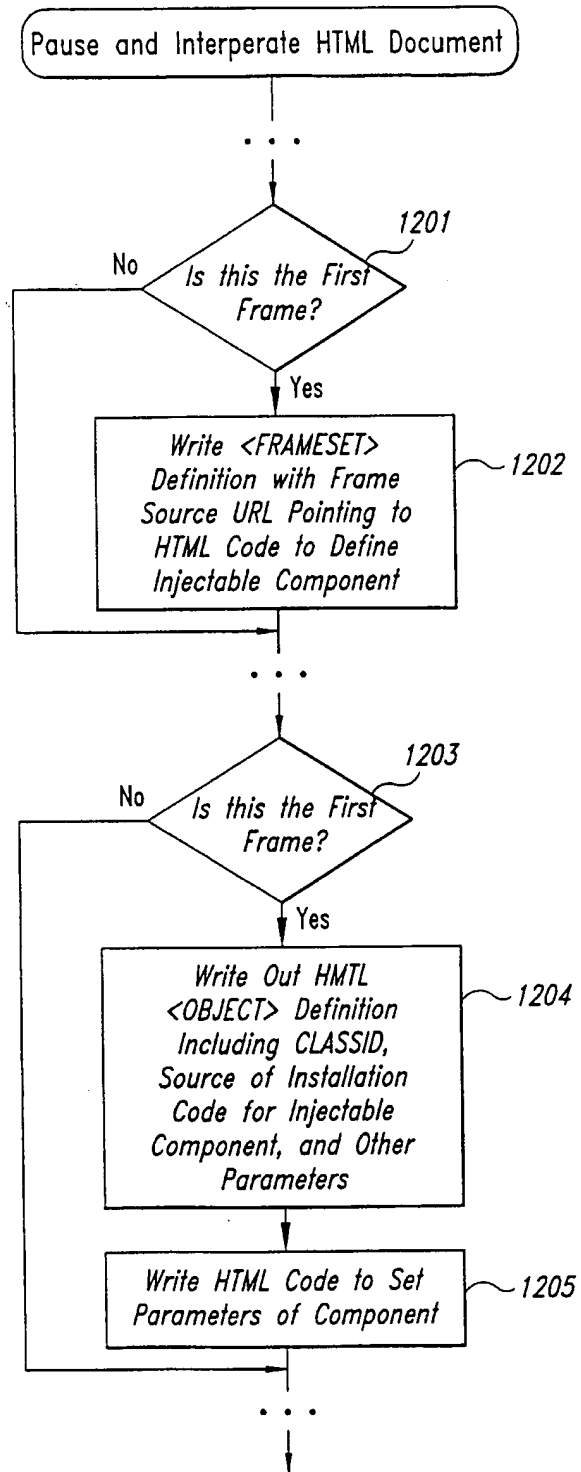 Pause and Interperate HTML Document
• • •
1201
No
Is this the First
Frame?
Yes
Write <FRAMESET>
Definition with Frame
Source URL Pointing to
HTML Code to Define
Injectable Component
1202
• • •
1203
No
Is this the First
Frame?
Yes
Write Out HMTL
<OBJECT> Definition
Including CLASSID,
Source of Installation
Code for Injectable
Component, and Other
Parameters
1204
Write HTML Code to Set
Parameters of Component
1205
• • •